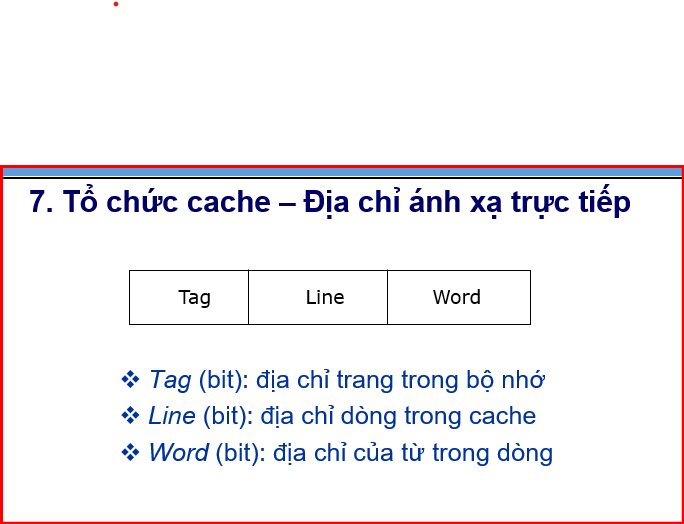 7. Tổ chức cache – Địa chỉ ánh xạ trực tiếp
Tag Line Word
❖ Tag (bit): địa chỉ trang trong bộ nhớ
❖ Line (bit): địa chỉ dòng trong cache
❖ Word (bit): địa chỉ của từ trong dòng